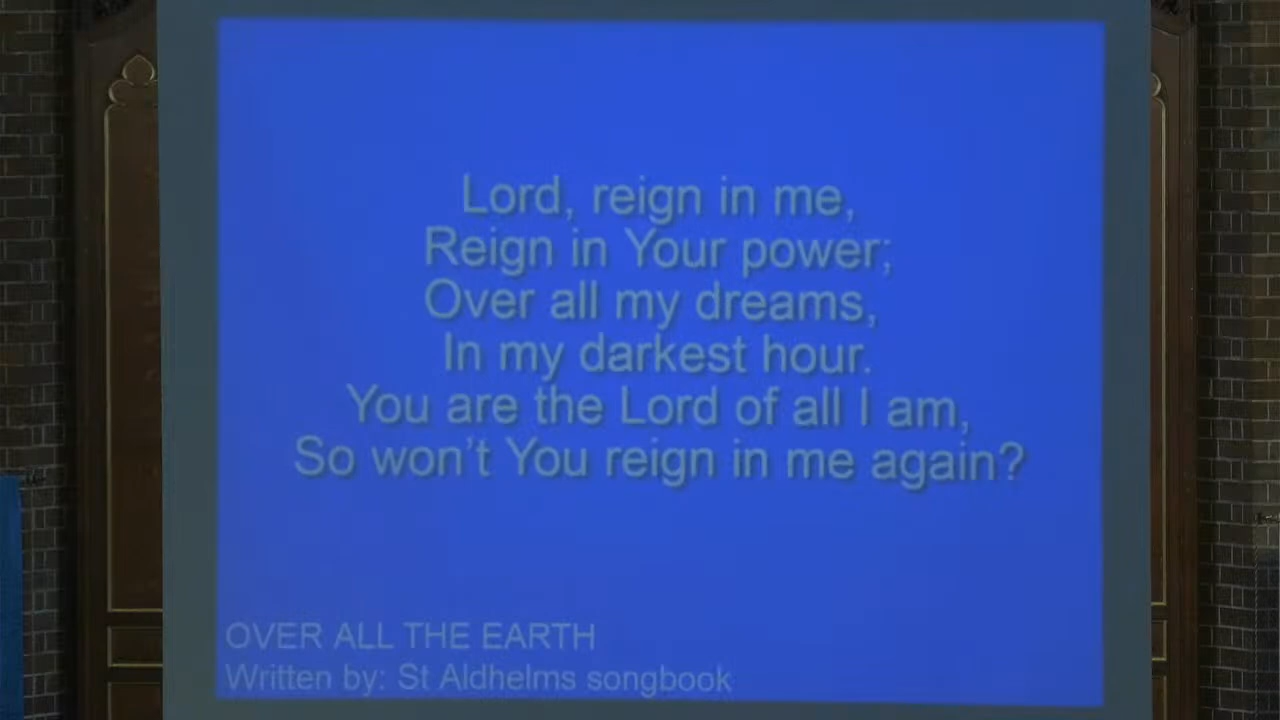 Lord, reign in me,
Reign in Your power;
Over all my dreams,
In my darkest hour.
You are the Lord of all I am,
So won't You reign in me again?
OVER ALL THE EARTH
Written by: St Aldhelms songbook